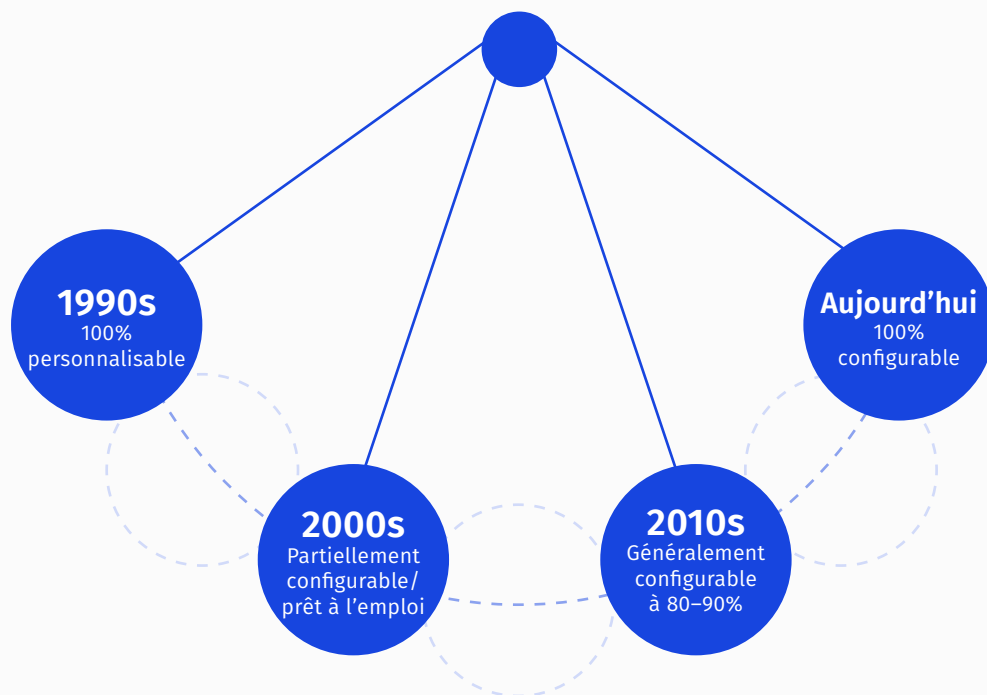 1990s
100%
personnalisable
2000s
Partiellement
configurable/
prêt à l’emploi
2010s
Généralement
configurable
à 80–90%
Aujourd’hui
100%
configurable